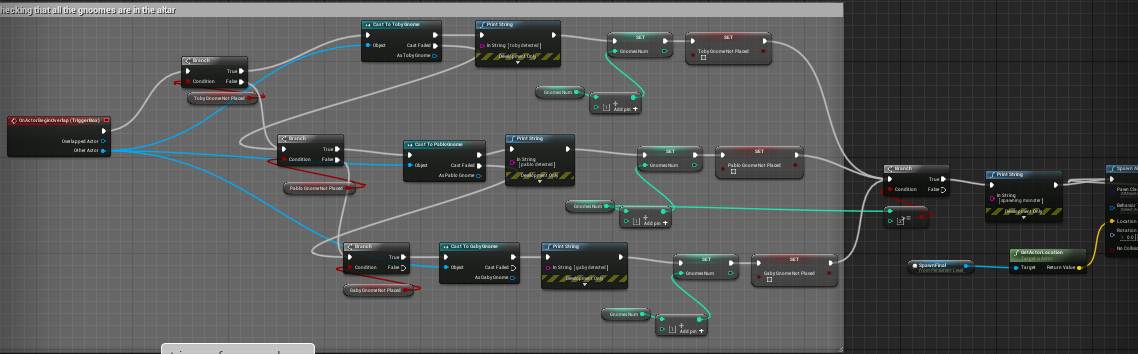 hecking that all the gnoomes are in the altar
Cast To TobyGnome
Object
Cast Failed
As Toby Gnome
Print String
In String [toby detected]
Development Only
SET
GnomesNum
SET
Toby GnomeNot Placed
Branch
True
Condition
False
Toby GnomeNot Placed
GnomesNum
Add pin
OnActorBeginOverlap (TriggerBox)
Overlapped Actor
Other Actor
Branch
True
Condition
False
Pablo GnomeNot Placed
Cast To PabloGnome
Object
Cast Failed
As Pablo Gnome
Print String
In String
[pablo detected]
Development Only
SET
GnomesNum
SET
Pablo GnomeNot Placed
GnomesNum
Add pin
Branch
True
Condition
False
Print String
In String
[spawning monster]
Development Only
Spawn A
Location
Rotation
No Collision
Branch
True
Condition
False
Gaby GnomeNot Placed
Cast To GabyGnome
Object
Cast Failed
As Gaby Gnome
Print String
In String [gaby detected]
Development Only
SET
GnomesNum
SET
Gaby GnomeNot Placed
GnomesNum
Add pin
SpawnFinal
from Persistent Level
GetActorLocation
Target is Actor
Target
Return Value